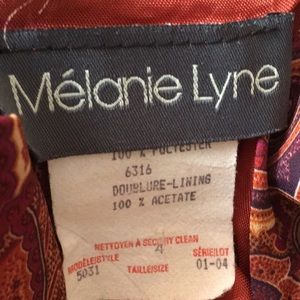 Mélanie Lyne
100 % POLYESTER
6316
DOUBLURE-LINING
100 % ACETATE
NETTOYER À SEC/DRY CLEAN
4
MODÈLE/STYLE SÉRIE/LOT
5031 TAILLE/SIZE 01-04